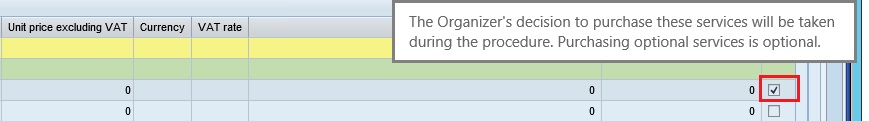 Unit price excluding VAT Currency VAT rate
The Organizer's decision to purchase these services will be taken
during the procedure. Purchasing optional services is optional.
0 0 0
0 0 0